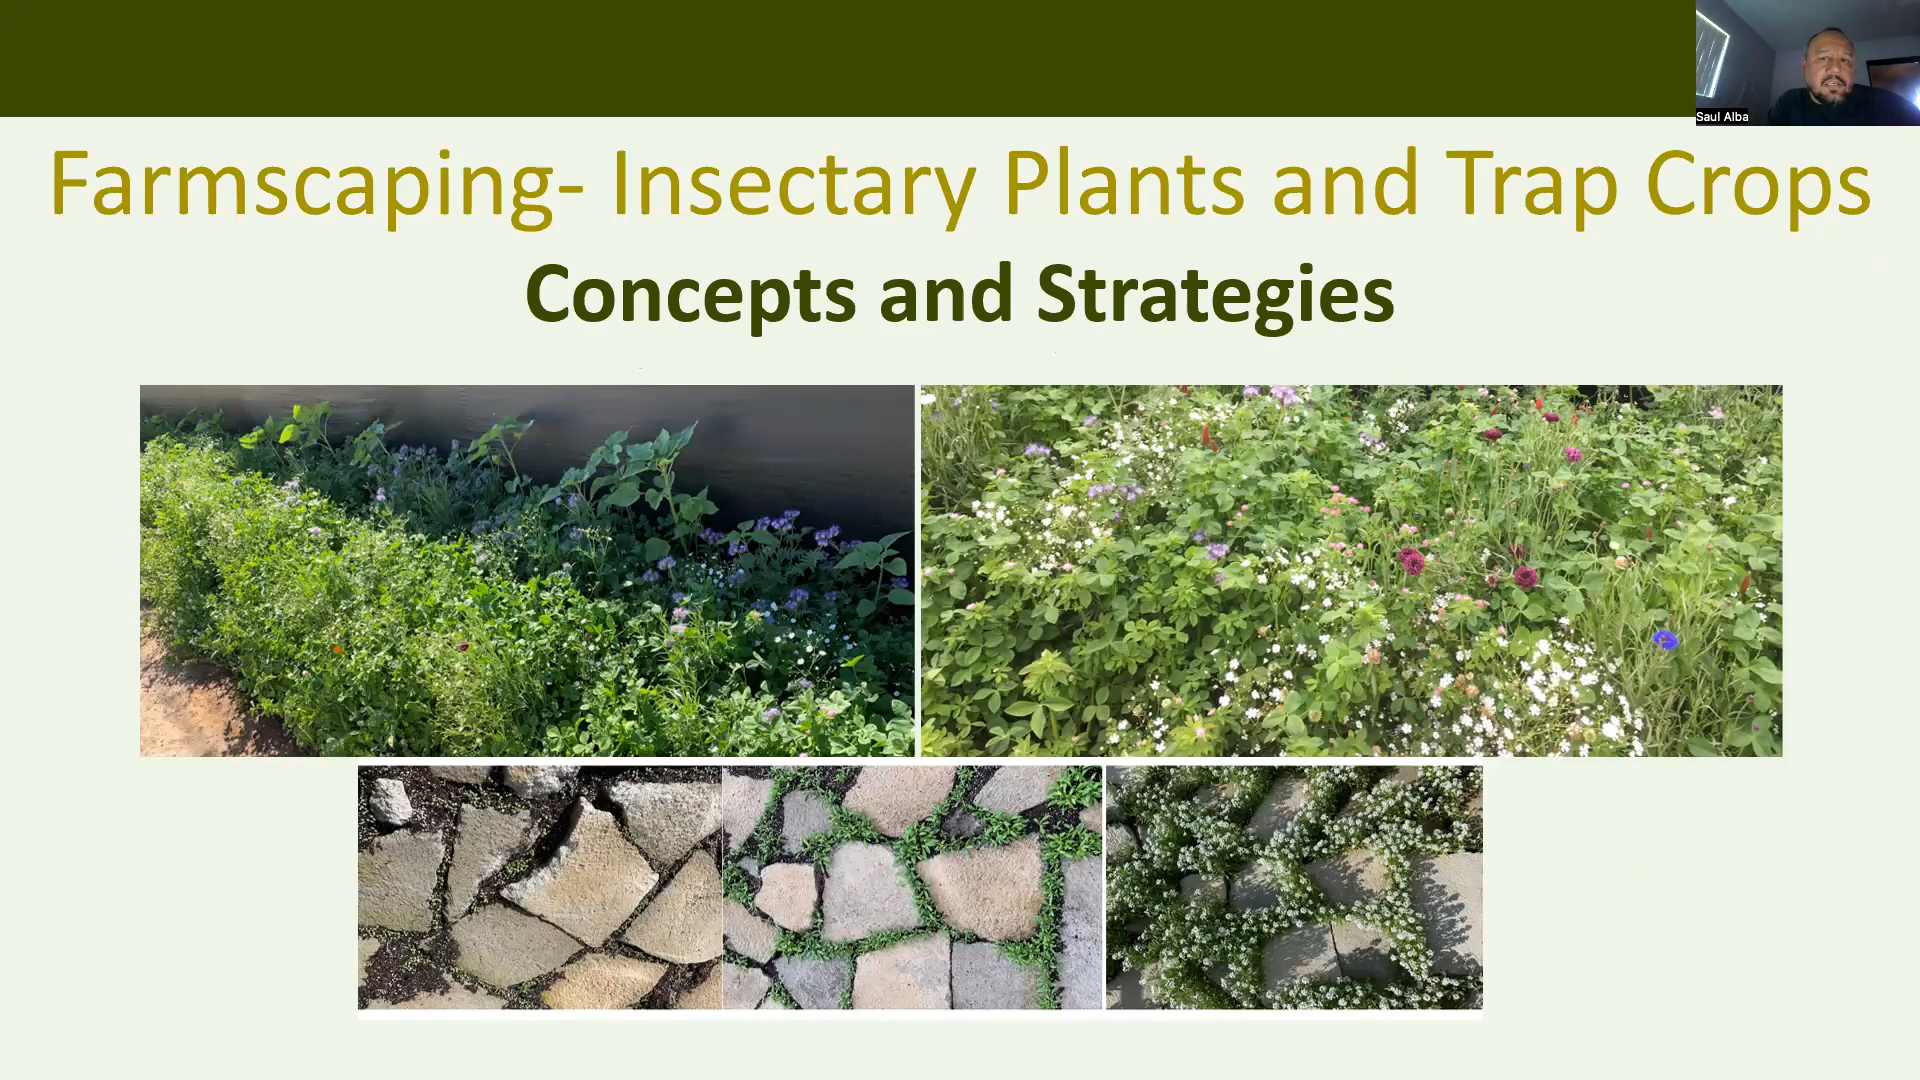 Saul Alba
Farmscaping- Insectary Plants and Trap Crops
Concepts and Strategies